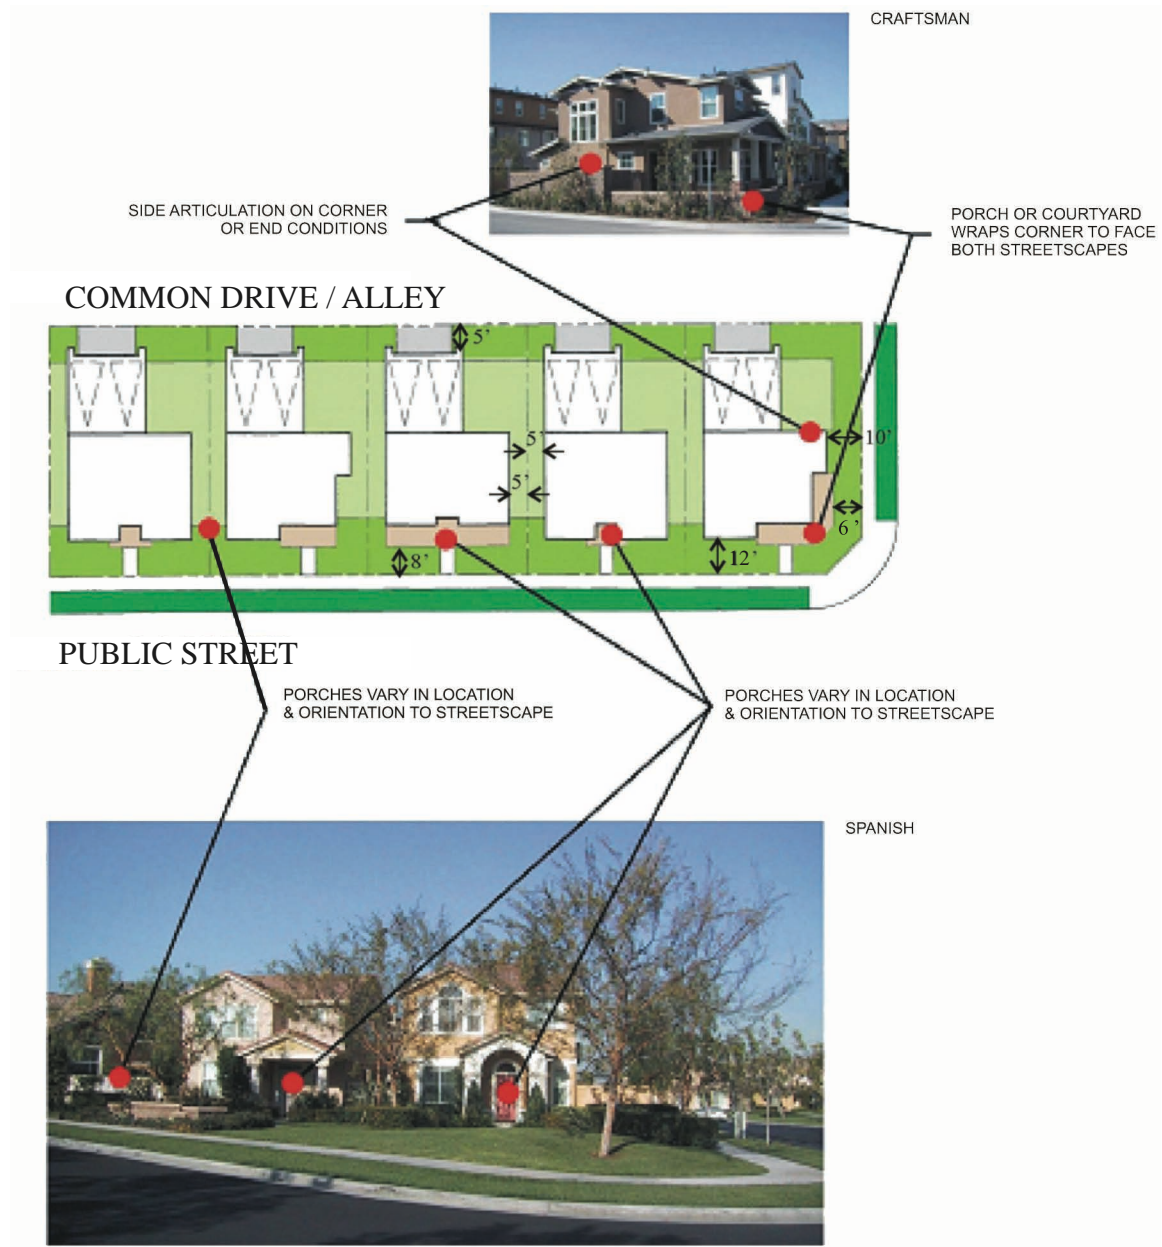 CRAFTSMAN
SIDE ARTICULATION ON CORNER
OR END CONDITIONS
PORCH OR COURTYARD
WRAPS CORNER TO FACE
BOTH STREETSCAPES
COMMON DRIVE / ALLEY
5'
10'
5'
5'
6 '
8'
12'
PUBLIC STREET
PORCHES VARY IN LOCATION
& ORIENTATION TO STREETSCAPE
PORCHES VARY IN LOCATION
& ORIENTATION TO STREETSCAPE
SPANISH